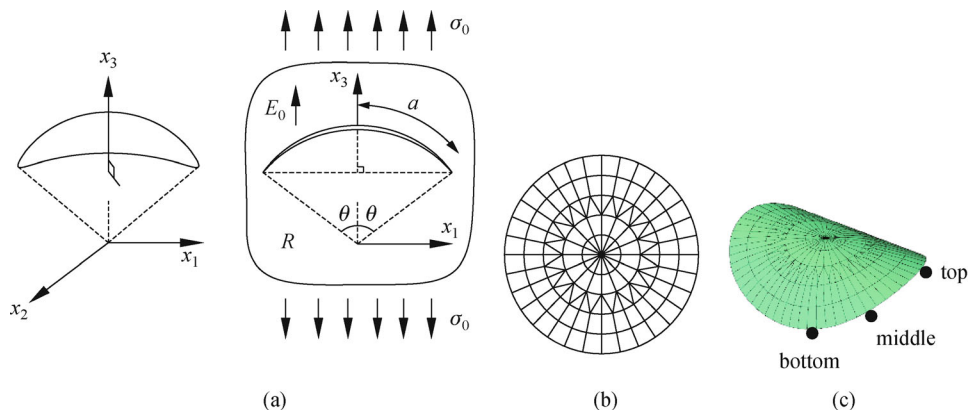 x₃
x₁
x₂
σ₀
x₃
E₀
a
θ θ
R
x₁
σ₀
top
middle
bottom
(a)
(b)
(c)